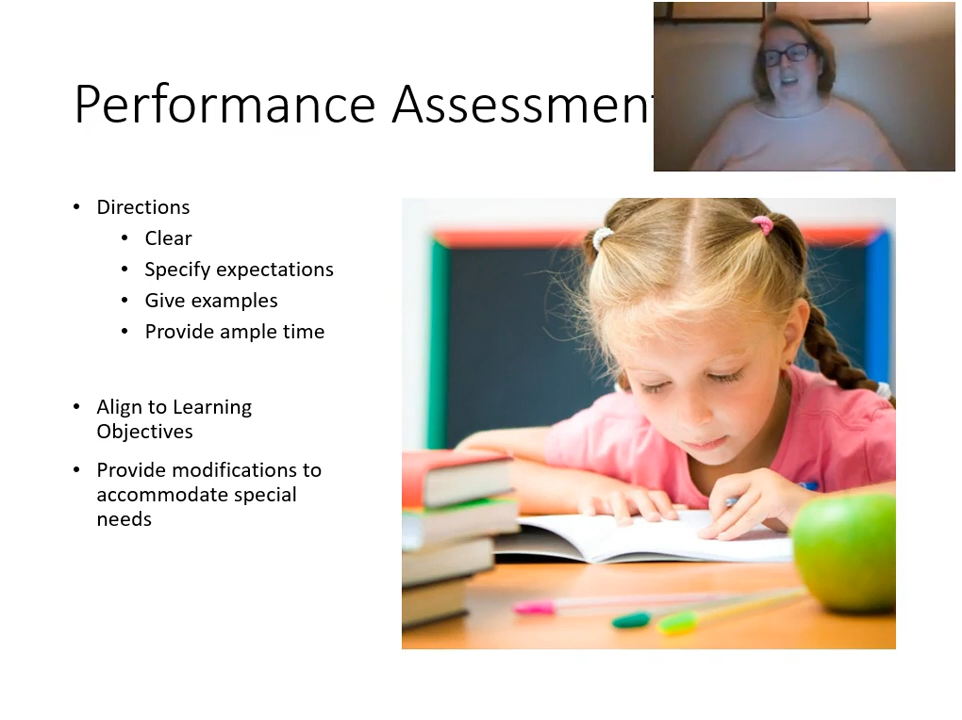 Performance Assessment
• Directions
• Clear
• Specify expectations
• Give examples
• Provide ample time
• Align to Learning
Objectives
• Provide modifications to
accommodate special
needs